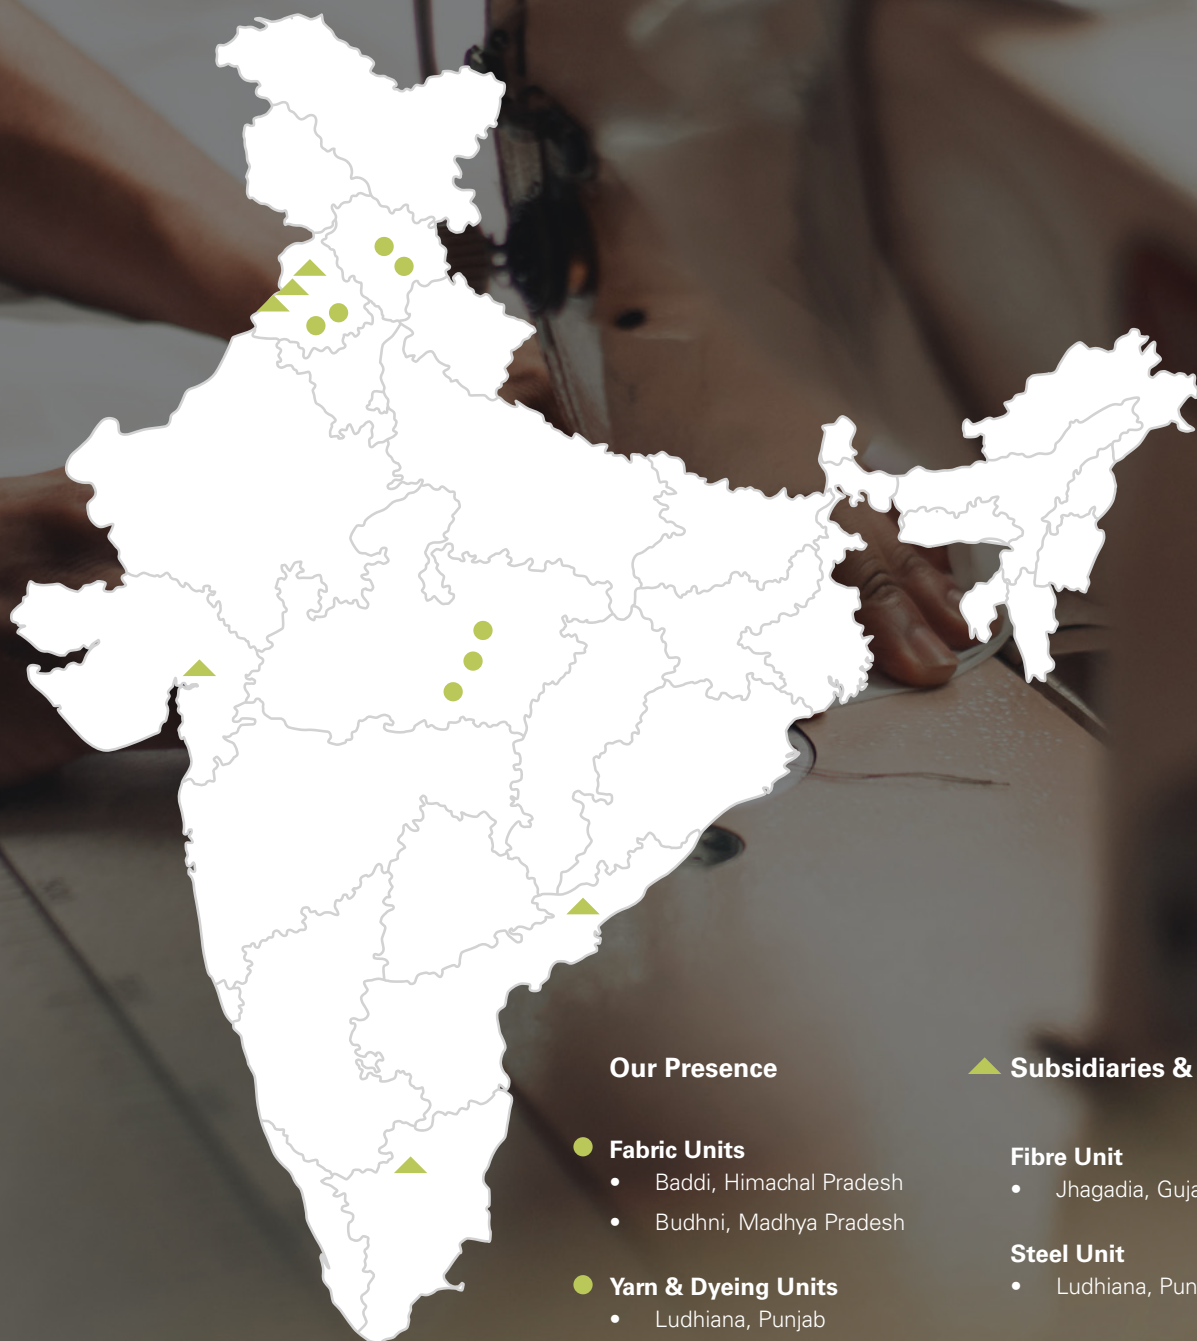 Our Presence
Fabric Units
• Baddi, Himachal Pradesh
• Budhni, Madhya Pradesh
Yarn & Dyeing Units
• Ludhiana, Punjab
Subsidiaries &
Fibre Unit
• Jhagadia,
Steel Unit
• Ludhiana,